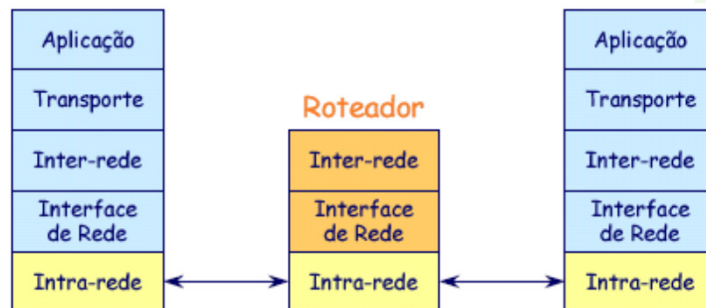 Aplicação
Transporte
Inter-rede
Interface
de Rede
Intra-rede
Roteador
Inter-rede
Interface
de Rede
Intra-rede
Aplicação
Transporte
Inter-rede
Interface
de Rede
Intra-rede